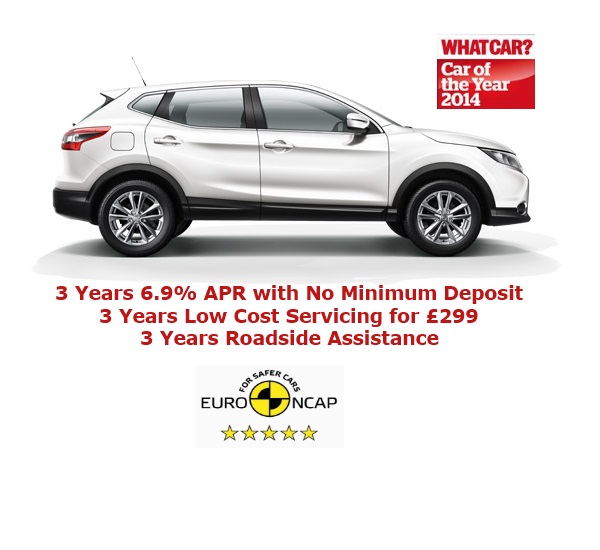 WHATCAR?
Car of
the Year
2014
3 Years 6.9% APR with No Minimum Deposit
3 Years Low Cost Servicing for £299
3 Years Roadside Assistance
FOR SAFER CARS
EURO NCAP